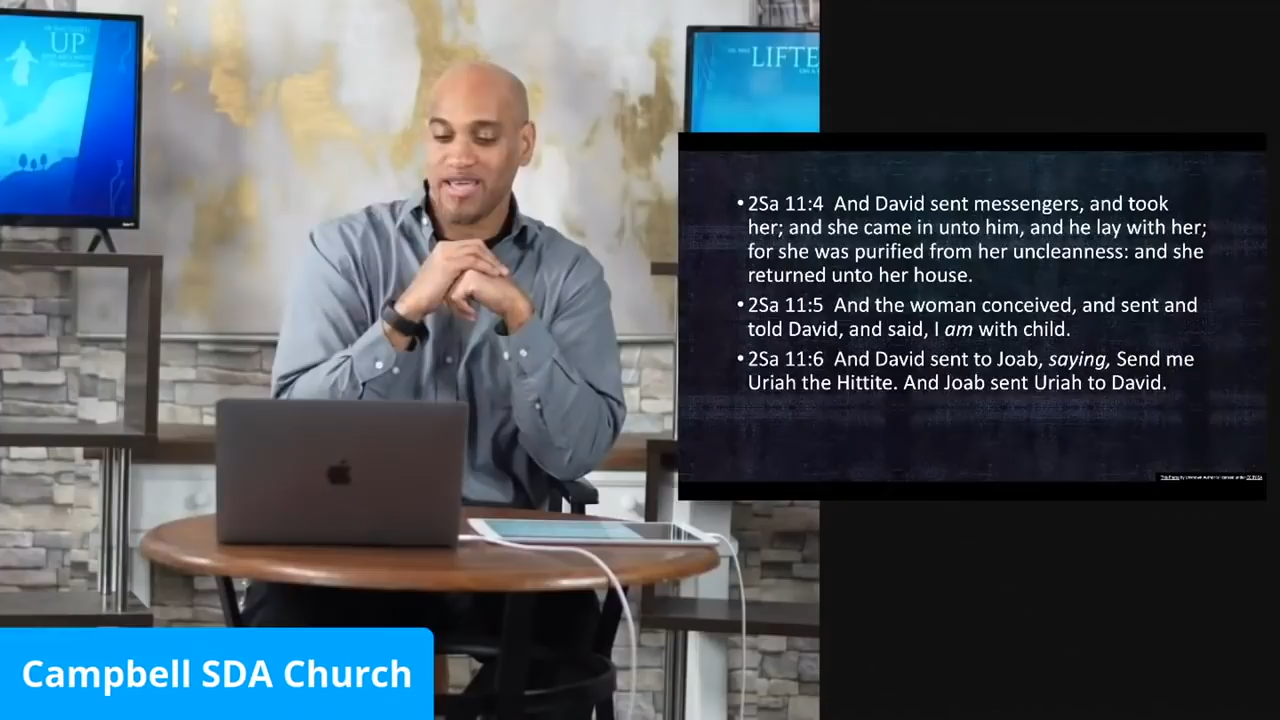 UP
LIFTE
• 2Sa 11:4 And David sent messengers, and took
her; and she came in unto him, and he lay with her;
for she was purified from her uncleanness: and she
returned unto her house.
• 2Sa 11:5 And the woman conceived, and sent and
told David, and said, I am with child.
• 2Sa 11:6 And David sent to Joab, saying, Send me
Uriah the Hittite. And Joab sent Uriah to David.
Campbell SDA Church